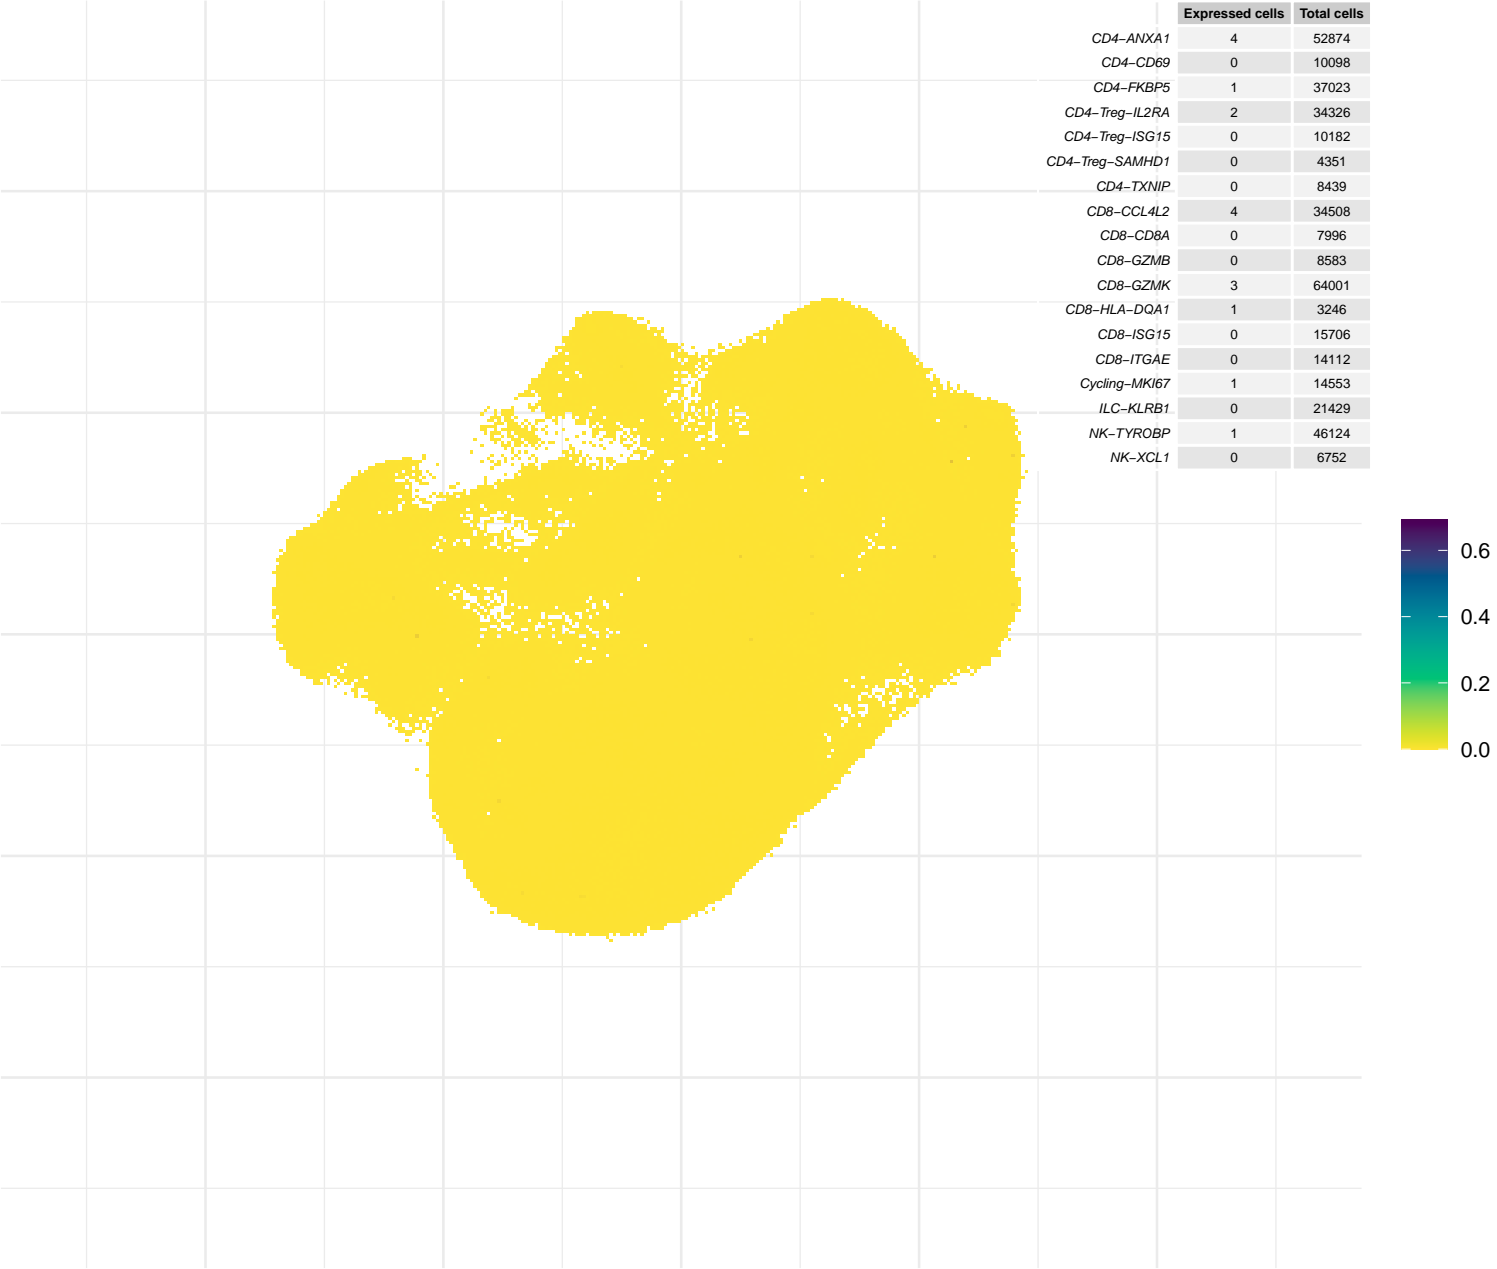 Expressed cells Total cells
CD4−ANXA1 4 52874
CD4−CD69 0 10098
CD4−FKBP5 1 37023
CD4−Treg−IL2RA 2 34326
CD4−Treg−ISG15 0 10182
CD4−Treg−SAMHD1 0 4351
CD4−TXNIP 0 8439
CD8−CCL4L2 4 34508
CD8−CD8A 0 7996
CD8−GZMB 0 8583
CD8−GZMK 3 64001
CD8−HLA−DQA1 1 3246
CD8−ISG15 0 15706
CD8−ITGAE 0 14112
Cycling−MKI67 1 14553
ILC−KLRB1 0 21429
NK−TYROBP 1 46124
NK−XCL1 0 6752
0.6
0.4
0.2
0.0